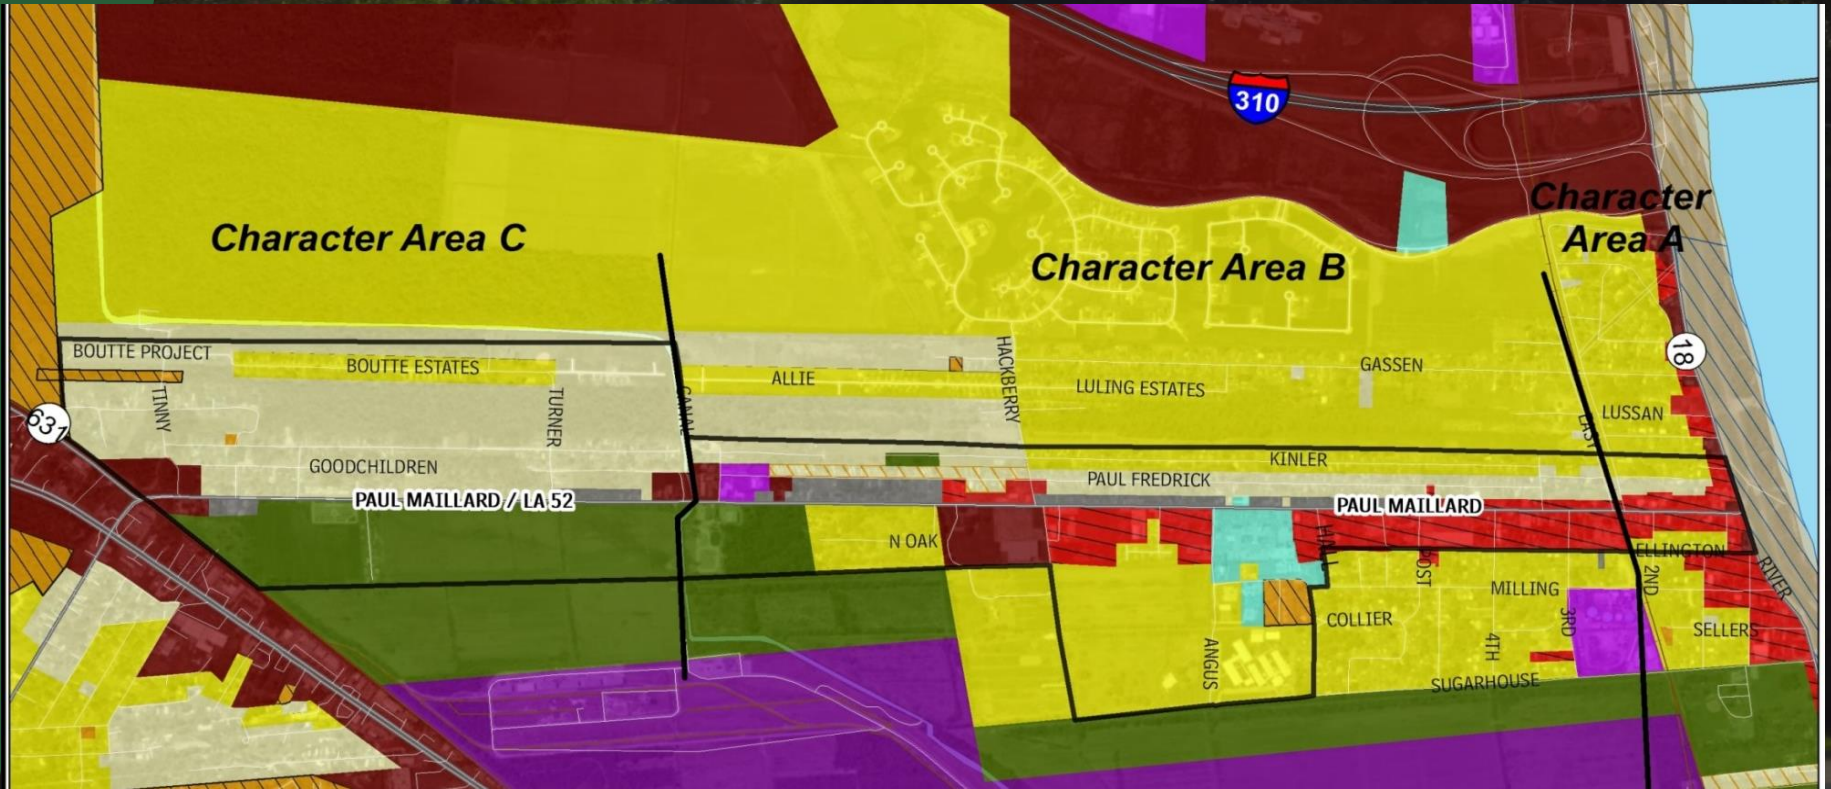 310
Character
Area A
Character Area C
Character Area B
18
BOUTTE PROJECT
BOUTTE ESTATES
ALLIE
HACKBERRY
LULING ESTATES
GASSEN
TINNY
TURNER
CANAL
LUSSAN
EAST
631
GOODCHILDREN
KINLER
PAUL FREDRICK
PAUL MAILLARD / LA 52
PAUL MAILLARD
N OAK
HALL
POST
ELLINGTON
2ND
RIVER
MILLING
COLLIER
3RD
SELLERS
4TH
ANGUS
SUGARHOUSE